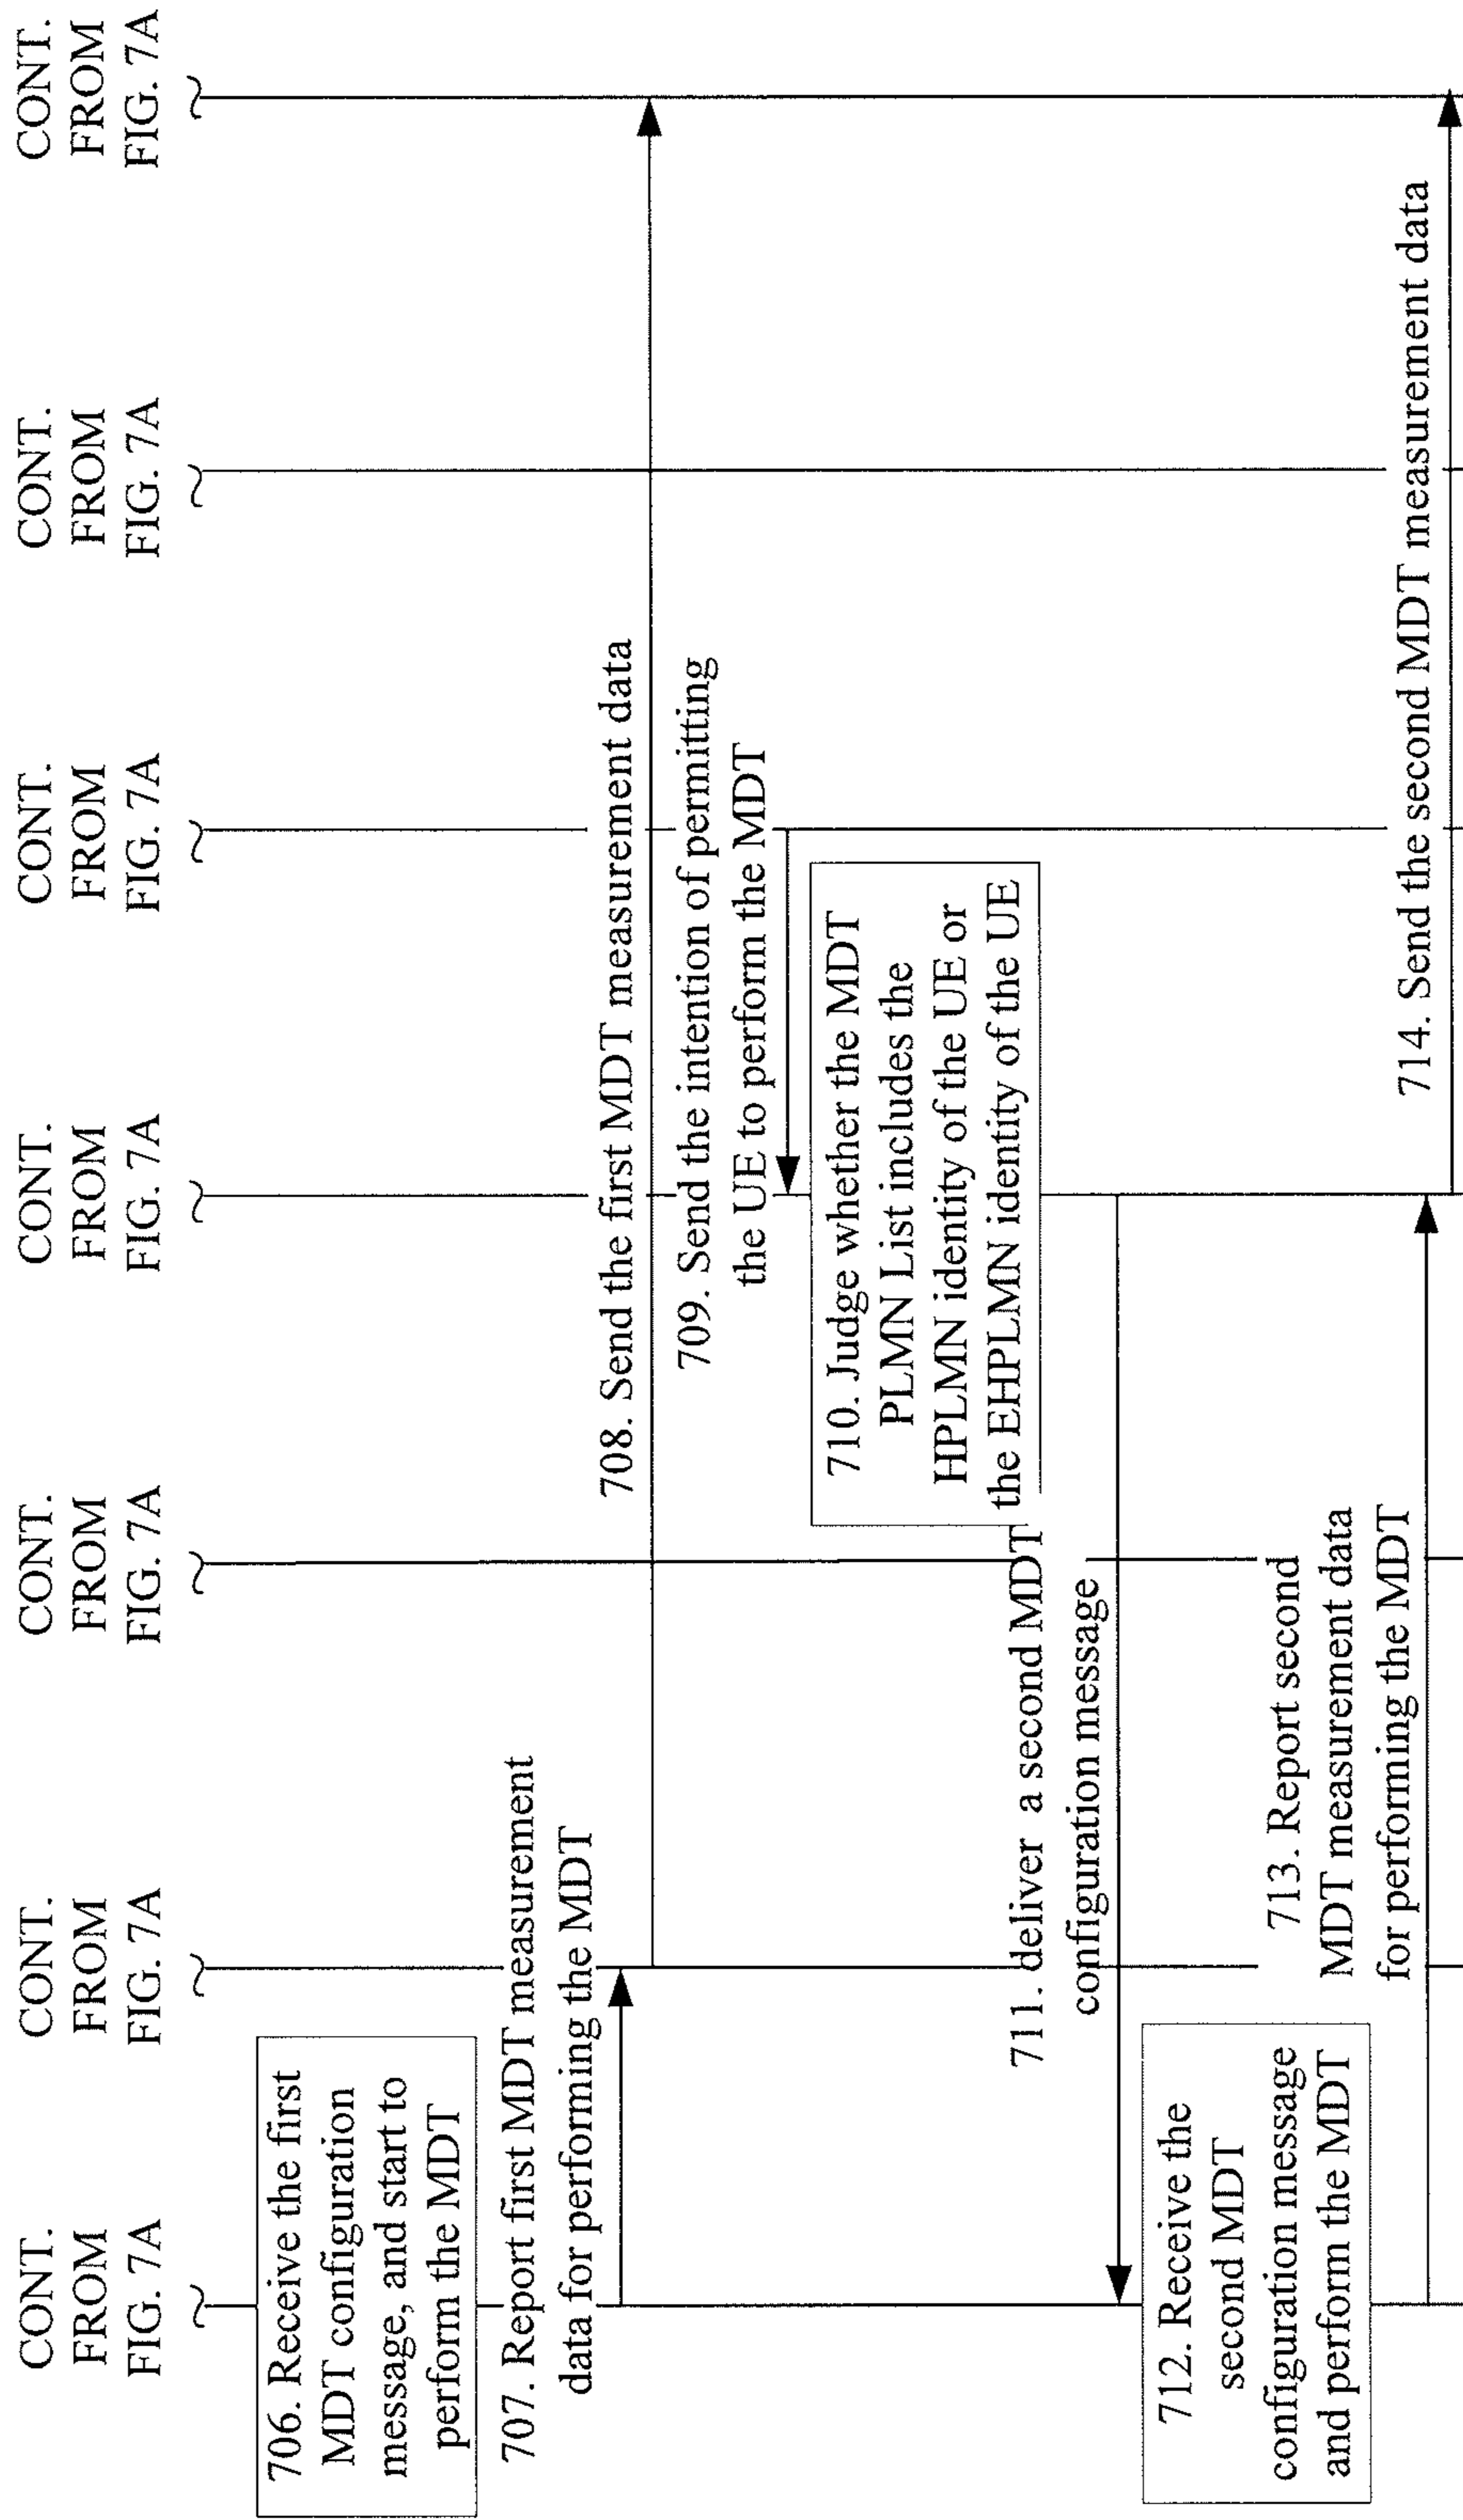 CONT.
FROM
FIG. 7A
CONT.
FROM
FIG. 7A
CONT.
FROM
FIG. 7A
CONT.
FROM
FIG. 7A
CONT.
FROM
FIG. 7A
CONT.
FROM
FIG. 7A
CONT.
FROM
FIG. 7A
706. Receive the first
MDT configuration
message, and start to
perform the MDT
707. Report first MDT measurement
data for performing the MDT
708. Send the first MDT measurement data
709. Send the intention of permitting
the UE to perform the MDT
710. Judge whether the MDT
PLMN List includes the
HPLMN identity of the UE or
the EHPLMN identity of the UE
711. deliver a second MDT
configuration message
712. Receive the
second MDT
configuration message
and perform the MDT
713. Report second
MDT measurement data
for performing the MDT
714. Send the second MDT measurement data